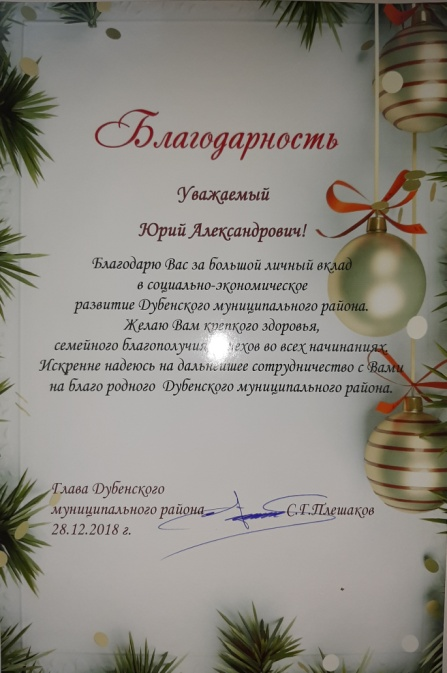 Благодарность
Уважаемый
Юрий Александрович!
Благодарю Вас за большой личный вклад
в социально-экономическое
развитие Дубенского муниципального района.
Желаю Вам крепкого здоровья,
семейного благополучия во всех начинаниях.
Искренне надеюсь на дальнейшее сотрудничество с Вами
на благо родного Дубенского муниципального района.
Глава Дубенского
муниципального района С.Г.Плешаков
28.12.2018 г.